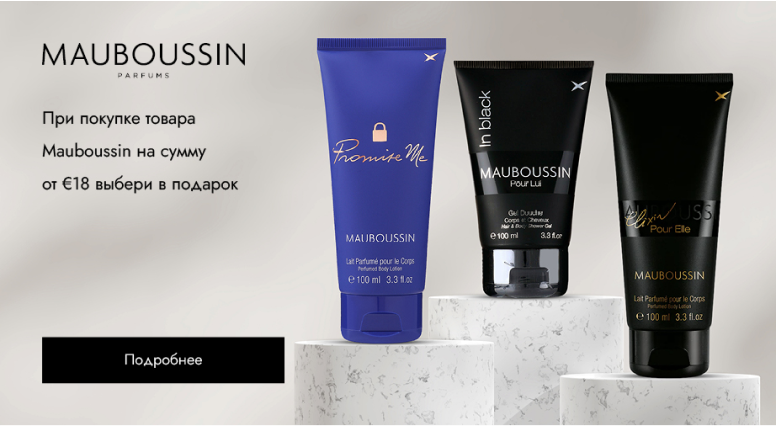 MAUBOUSSIN
PARFUMS
При покупке товара
Mauboussin на сумму
от €18 выбери в подарок
Подробнее
Promise Me
MAUBOUSSIN
Lait Parfumé pour le Corps
Perfumed Body Lotion
℮ 100 ml 3.3 fl.oz
In black
MAUBOUSSIN
Pour Lui
Gel Douche
Corps et Cheveux
Hair & Body Shower Gel
℮ 100 ml 3.3 fl.oz
Elixir
Pour Elle
MAUBOUSSIN
Lait Parfumé pour le Corps
Perfumed Body Lotion
℮ 100 ml 3.3 fl.oz